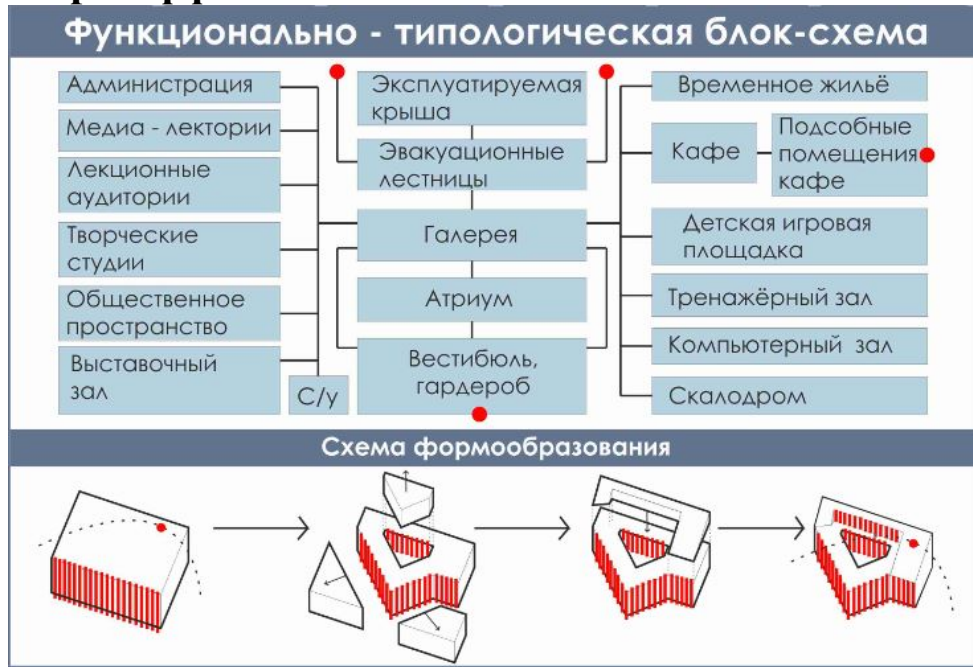 Функционально - типологическая блок-схема
Администрация
Медиа - лектории
Лекционные
аудитории
Творческие
студии
Общественное
пространство
Выставочный
зал
С/у
Эксплуатируемая
крыша
Эвакуационные
лестницы
Галерея
Атриум
Вестибюль,
гардероб
Временное жильё
Кафе
Подсобные
помещения
кафе
Детская игровая
площадка
Тренажёрный зал
Компьютерный зал
Скалодром
Схема формообразования